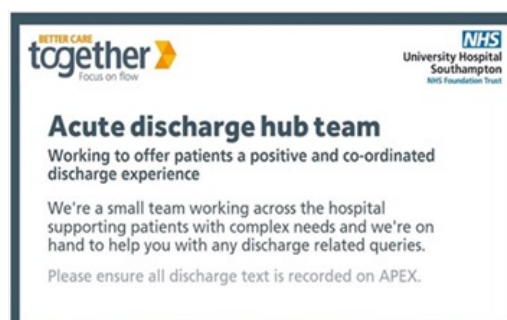 BETTER CARE
together
Focus on flow
NHS
University Hospital
Southampton
NHS Foundation Trust
Acute discharge hub team
Working to offer patients a positive and co-ordinated
discharge experience
We're a small team working across the hospital
supporting patients with complex needs and we're on
hand to help you with any discharge related queries.
Please ensure all discharge text is recorded on APEX.